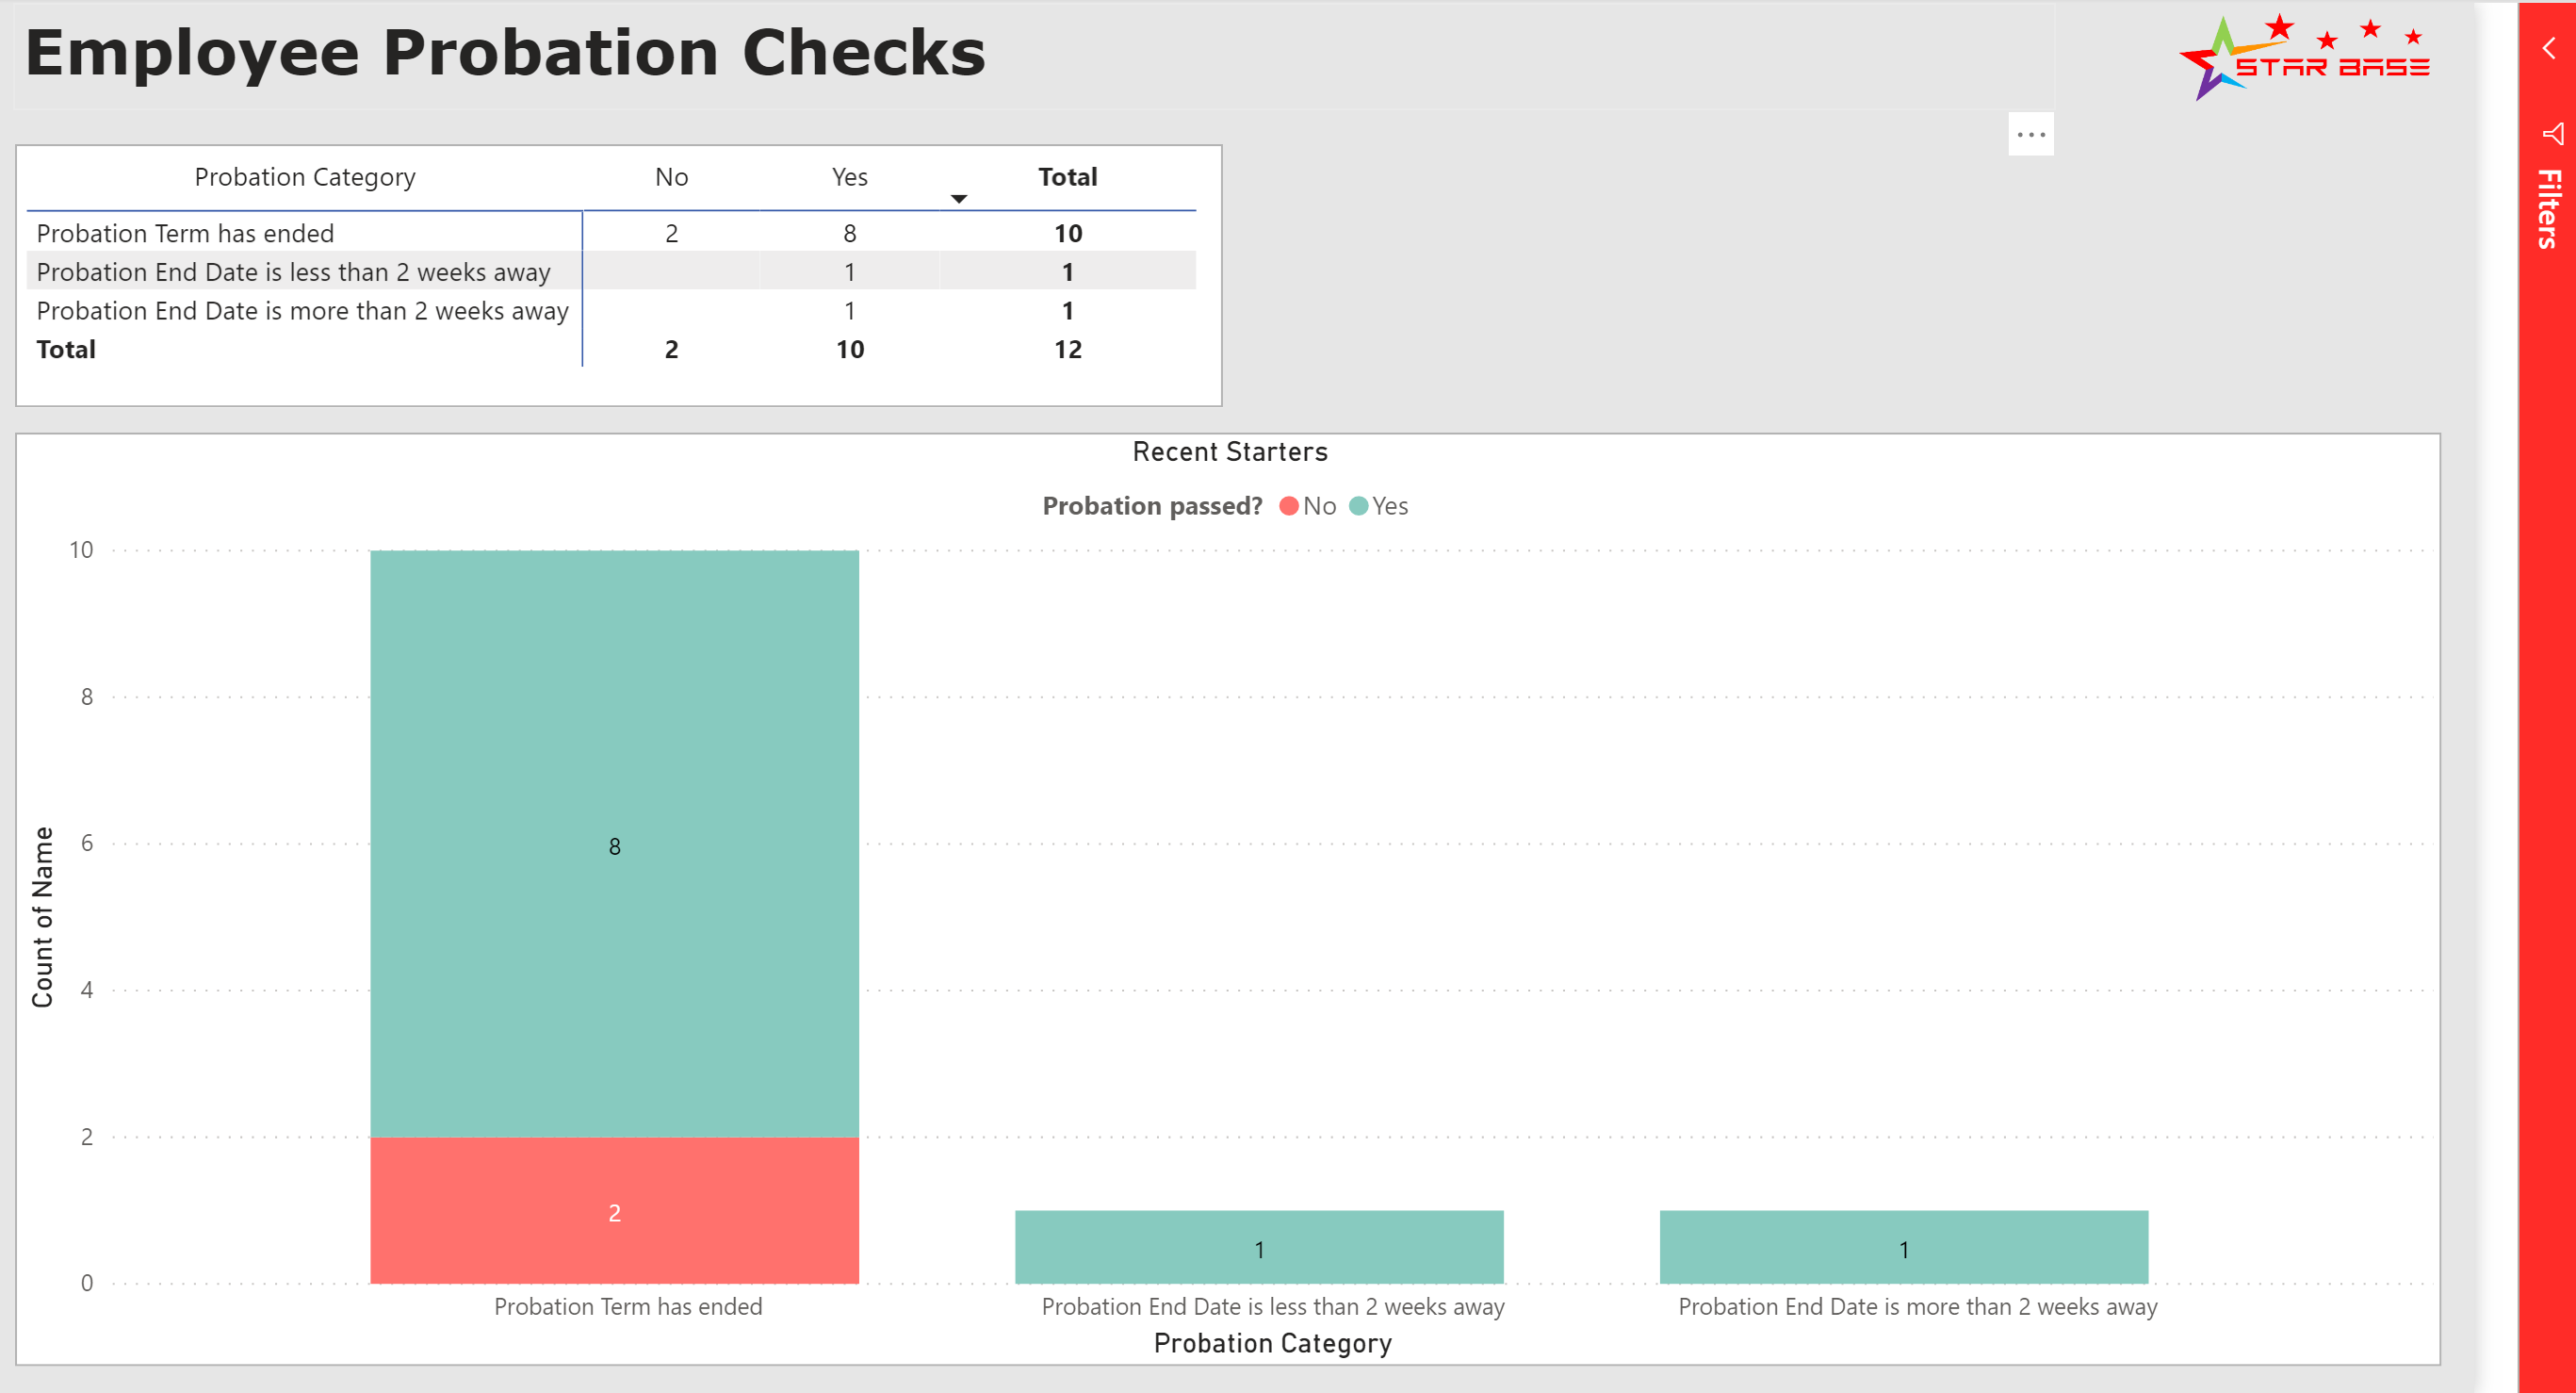 Employee Probation Checks
STAR BASE
Filters
Probation Category No Yes Total
Probation Term has ended 2 8 10
Probation End Date is less than 2 weeks away 1 1
Probation End Date is more than 2 weeks away 1 1
Total 2 10 12
Recent Starters
Probation passed? No Yes
Count of Name
10
8
6
4
2
0
8
2
1
1
Probation Term has ended
Probation End Date is less than 2 weeks away
Probation End Date is more than 2 weeks away
Probation Category